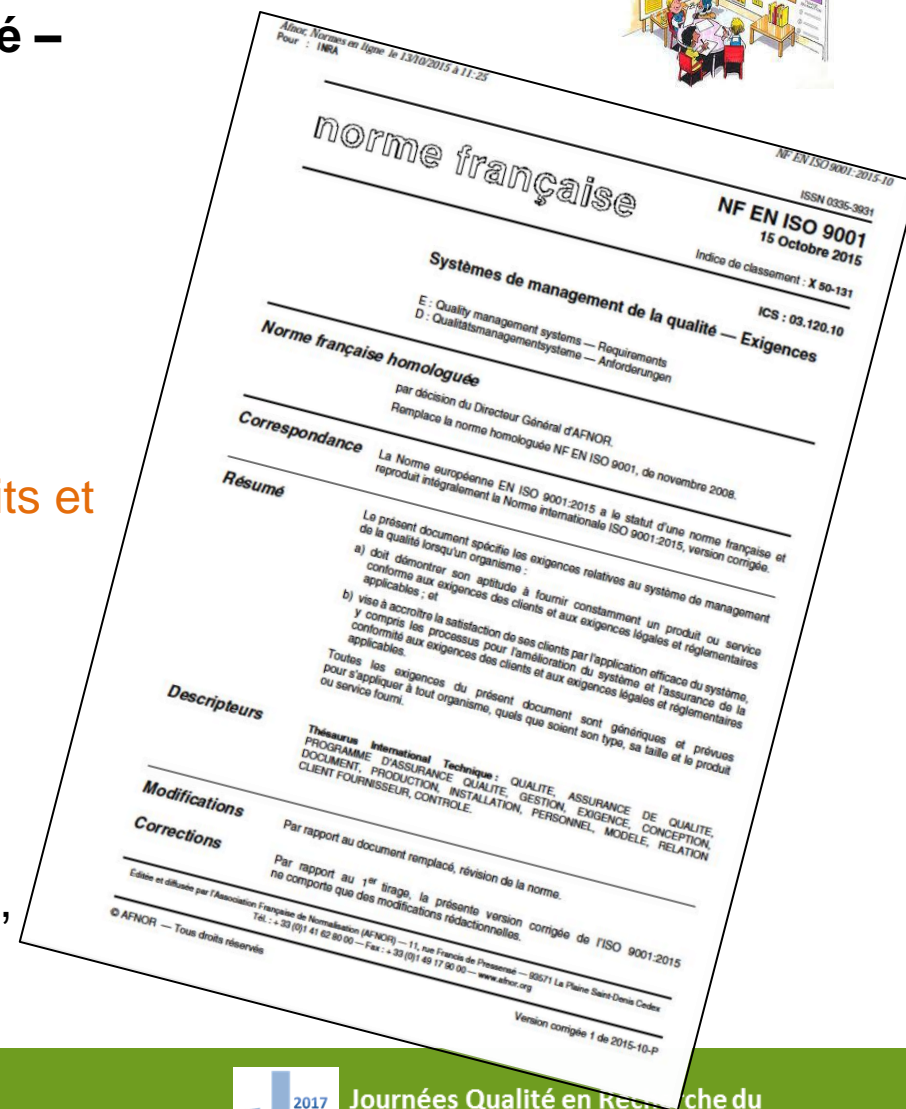 é –
its et
,
Afnor, Normes en ligne le 13/10/2015 à 11:25
Pour : INRA
NF EN ISO 9001:2015-10
norme française
ISSN 0335-3931
NF EN ISO 9001
15 Octobre 2015
Indice de classement : X 50-131
ICS : 03.120.10
Systèmes de management de la qualité — Exigences
E : Quality management systems — Requirements
D : Qualitätsmanagementsysteme — Anforderungen
Norme française homologuée
par décision du Directeur Général d'AFNOR.
Remplace la norme homologuée NF EN ISO 9001, de novembre 2008.
Correspondance
La Norme européenne EN ISO 9001:2015 a le statut d'une norme française et
reproduit intégralement la Norme internationale ISO 9001:2015, version corrigée.
Résumé
Le présent document spécifie les exigences relatives au système de management
de la qualité lorsqu'un organisme :
a) doit démontrer son aptitude à fournir constamment un produit ou service
conforme aux exigences des clients et aux exigences légales et réglementaires
applicables ; et
b) vise à accroître la satisfaction de ses clients par l'application efficace du système,
y compris les processus pour l'amélioration du système et l'assurance de la
conformité aux exigences des clients et aux exigences légales et réglementaires
applicables.
Toutes les exigences du présent document sont génériques et prévues
pour s'appliquer à tout organisme, quels que soient son type, sa taille et le produit
ou service fourni.
Descripteurs
Thésaurus International Technique : QUALITE, ASSURANCE DE QUALITE,
PROGRAMME D'ASSURANCE QUALITE, GESTION, EXIGENCE, CONCEPTION,
DOCUMENT, PRODUCTION, INSTALLATION, PERSONNEL, MODELE, RELATION
CLIENT FOURNISSEUR, CONTROLE.
Modifications
Par rapport au document remplacé, révision de la norme.
Corrections
Par rapport au 1er tirage, la présente version corrigée de l'ISO 9001:2015
ne comporte que des modifications rédactionnelles.
Éditée et diffusée par l'Association Française de Normalisation (AFNOR) — 11, rue Francis de Pressensé — 93571 La Plaine Saint-Denis Cedex
Tél. : + 33 (0)1 41 62 80 00 — Fax : + 33 (0)1 49 17 90 00 — www.afnor.org
© AFNOR — Tous droits réservés
Version corrigée 1 de 2015-10-P
2017
Journées Qualité en Re che du